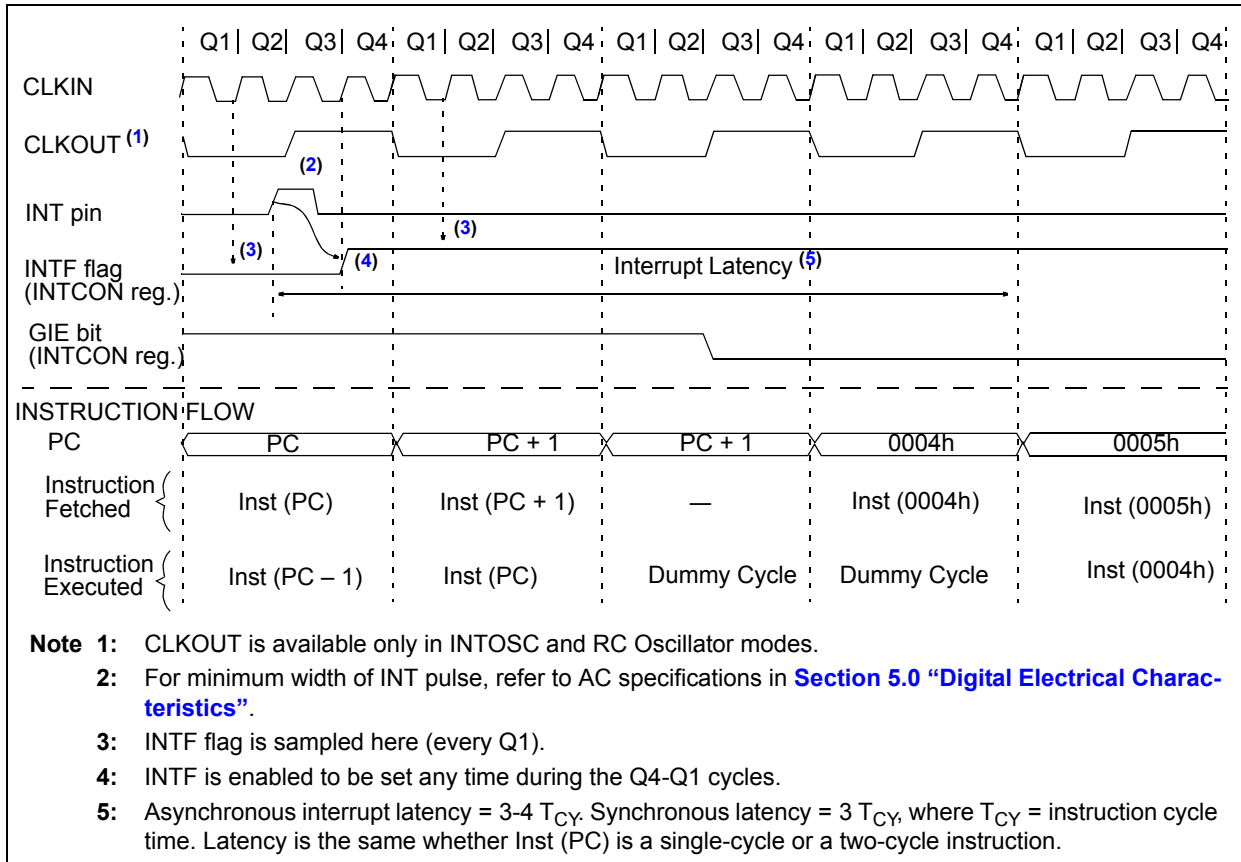 Q1| Q2| Q3| Q4 Q1| Q2| Q3| Q4 Q1| Q2| Q3| Q4 Q1| Q2| Q3| Q4 Q1| Q2| Q3| Q4
CLKIN
CLKOUT (1)
(2)
INT pin
(3)
(3)
(4)
INTF flag
(INTCON reg.)
Interrupt Latency (5)
GIE bit
(INTCON reg.)
INSTRUCTION FLOW
PC PC PC + 1 PC + 1 0004h 0005h
Instruction
Fetched
Inst (PC) Inst (PC + 1) — Inst (0004h) Inst (0005h)
Instruction
Executed
Inst (PC – 1) Inst (PC) Dummy Cycle Dummy Cycle Inst (0004h)
Note 1: CLKOUT is available only in INTOSC and RC Oscillator modes.
2: For minimum width of INT pulse, refer to AC specifications in Section 5.0 “Digital Electrical Charac-
teristics”.
3: INTF flag is sampled here (every Q1).
4: INTF is enabled to be set any time during the Q4-Q1 cycles.
5: Asynchronous interrupt latency = 3-4 TCY. Synchronous latency = 3 TCY, where TCY = instruction cycle
time. Latency is the same whether Inst (PC) is a single-cycle or a two-cycle instruction.